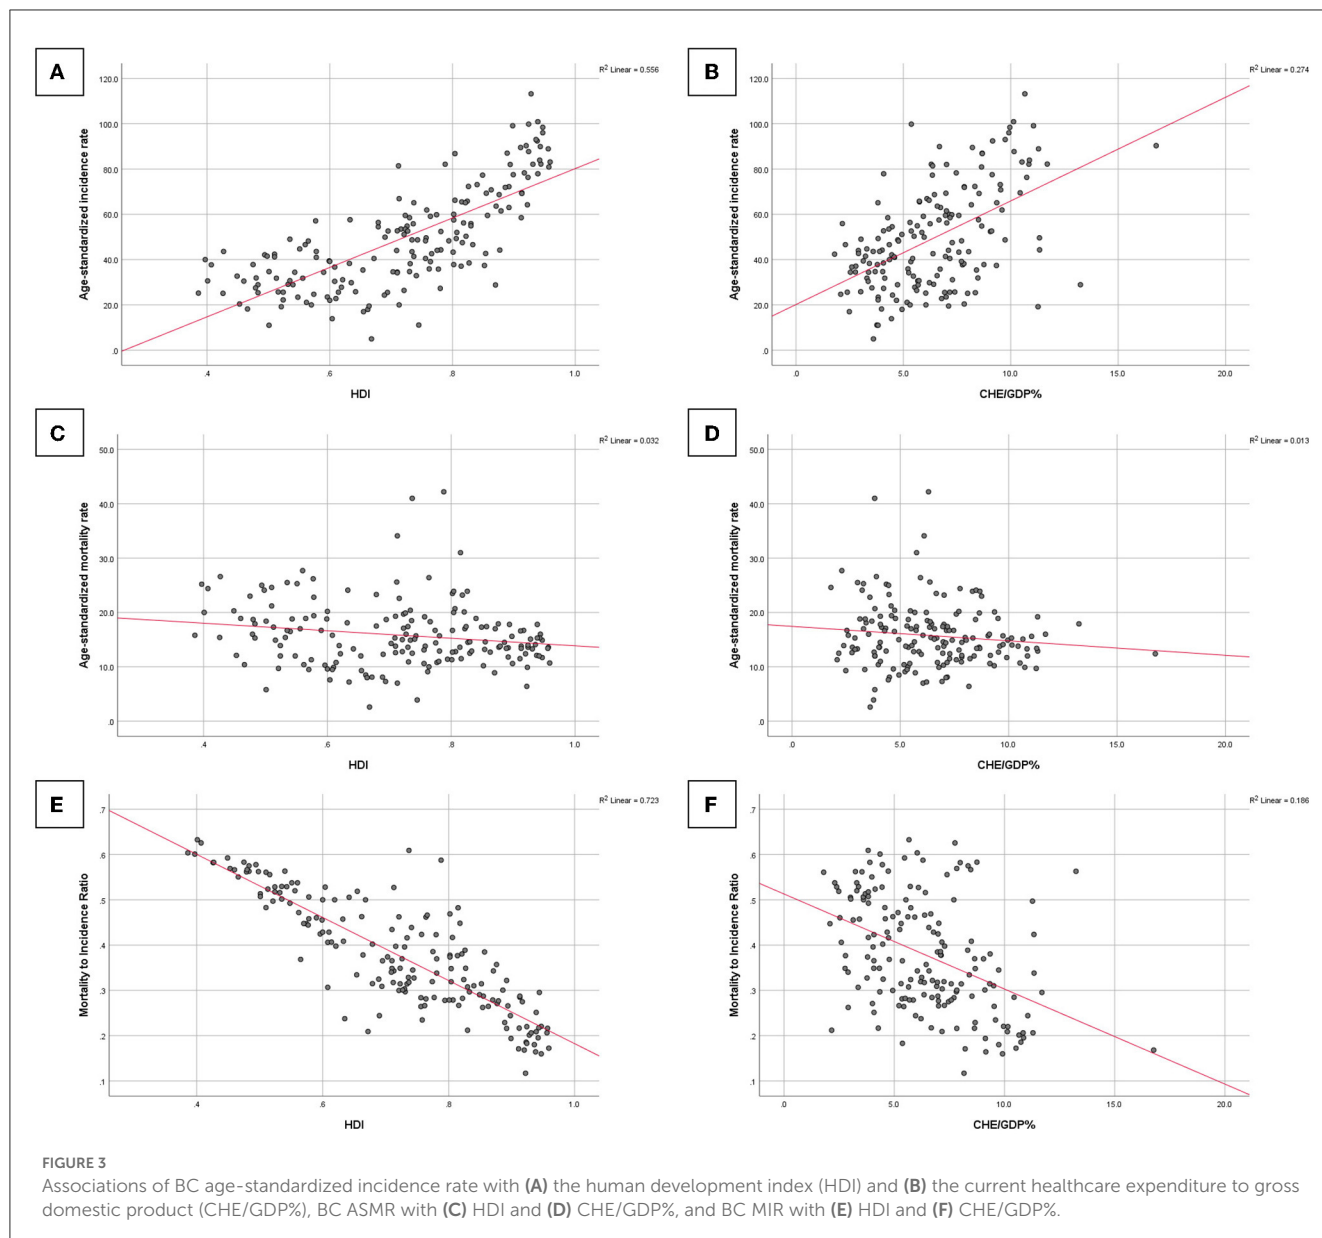 A
R² Linear = 0.556
120.0
100.0
80.0
60.0
40.0
20.0
.0
Age-standardized incidence rate
.4
.6
.8
1.0
HDI
B
R² Linear = 0.274
120.0
100.0
80.0
60.0
40.0
20.0
.0
Age-standardized incidence rate
.0
5.0
10.0
15.0
20.0
CHE/GDP%
C
R² Linear = 0.032
50.0
40.0
30.0
20.0
10.0
.0
Age-standardized mortality rate
.4
.6
.8
1.0
HDI
D
R² Linear = 0.013
50.0
40.0
30.0
20.0
10.0
.0
Age-standardized mortality rate
.0
5.0
10.0
15.0
20.0
CHE/GDP%
E
R² Linear = 0.723
.7
.6
.5
.4
.3
.2
.1
Mortality to Incidence Ratio
.4
.6
.8
1.0
HDI
F
R² Linear = 0.186
.7
.6
.5
.4
.3
.2
.1
Mortality to Incidence Ratio
.0
5.0
10.0
15.0
20.0
CHE/GDP%
FIGURE 3
Associations of BC age-standardized incidence rate with (A) the human development index (HDI) and (B) the current healthcare expenditure to gross
domestic product (CHE/GDP%), BC ASMR with (C) HDI and (D) CHE/GDP%, and BC MIR with (E) HDI and (F) CHE/GDP%.